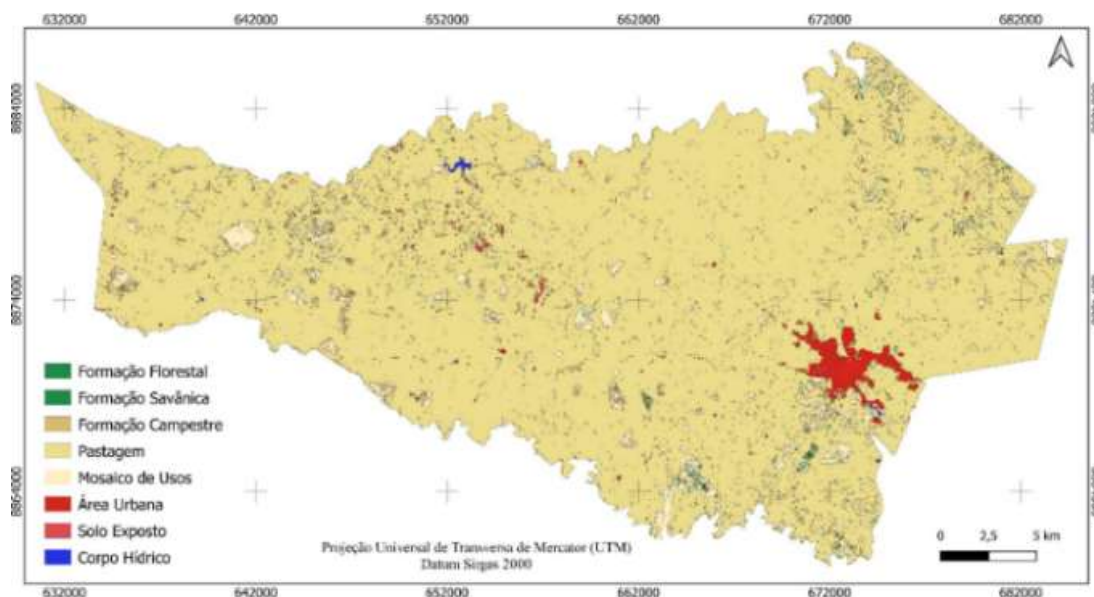 632000 642000 652000 662000 672000 682000
8884000
8874000
8864000
Formação Florestal
Formação Savânica
Formação Campestre
Pastagem
Mosaico de Usos
Área Urbana
Solo Exposto
Corpo Hídrico
Projeção Universal de Transversa de Mercator (UTM)
Datum Sirgas 2000
0 2,5 5 km
632000 642000 652000 662000 672000 682000